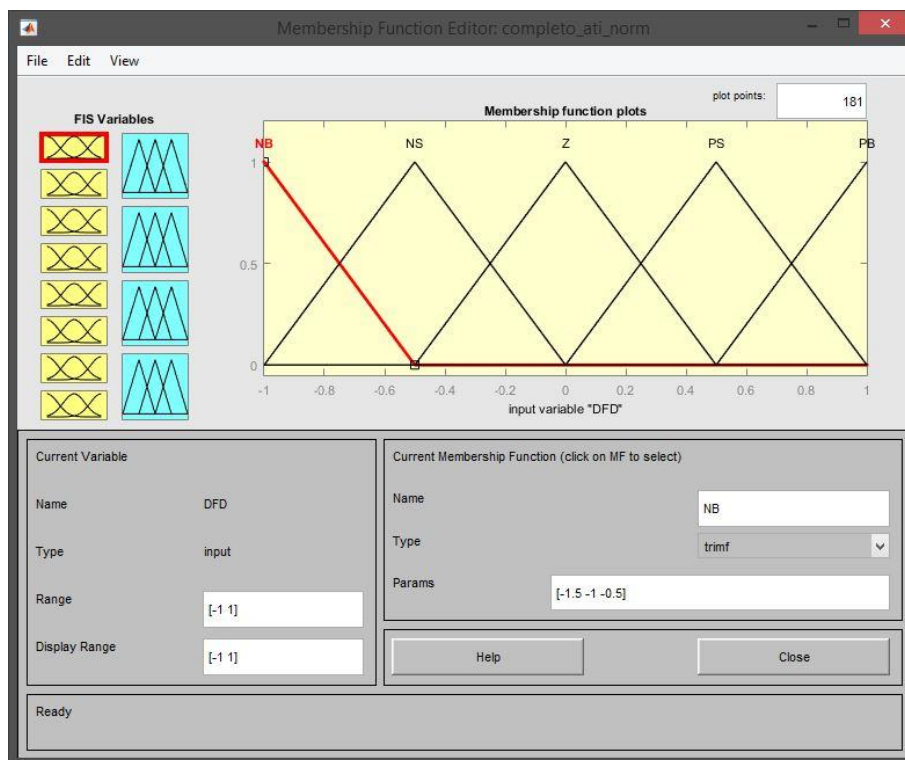 Membership Function Editor: completo_ati_norm
File Edit View
plot points: 181
FIS Variables
Membership function plots
NB NS Z PS PB
1
0.5
0
-1 -0.8 -0.6 -0.4 -0.2 0 0.2 0.4 0.6 0.8 1
input variable "DFD"
Current Variable
Name DFD
Type input
Range [-1 1]
Display Range [-1 1]
Current Membership Function (click on MF to select)
Name NB
Type trimf
Params [-1.5 -1 -0.5]
Help Close
Ready